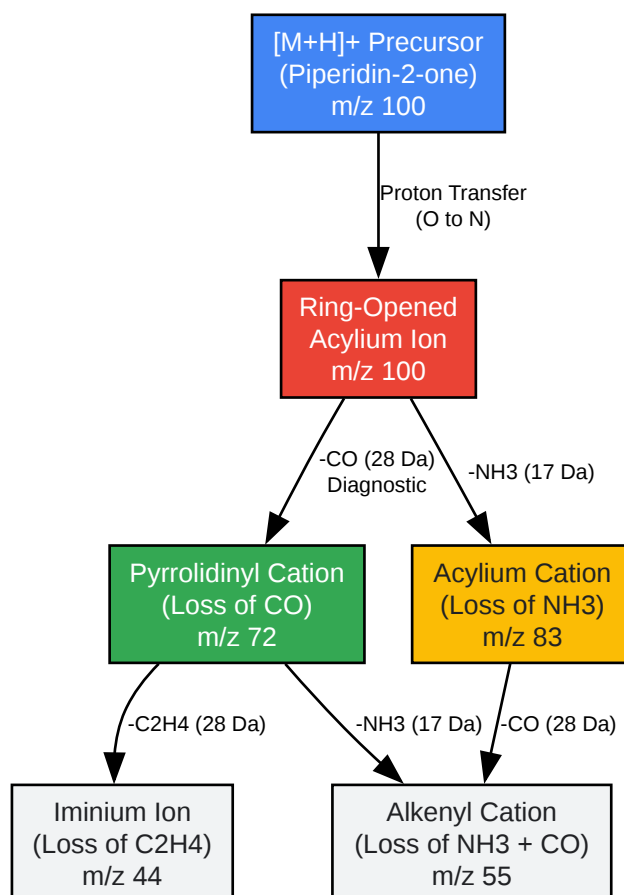 [M+H]+ Precursor
(Piperidin-2-one)
m/z 100
Proton Transfer
(O to N)
Ring-Opened
Acylium Ion
m/z 100
-CO (28 Da)
Diagnostic
-NH3 (17 Da)
Pyrrolidinyl Cation
(Loss of CO)
m/z 72
Acylium Cation
(Loss of NH3)
m/z 83
-C2H4 (28 Da)
-NH3 (17 Da)
-CO (28 Da)
Iminium Ion
(Loss of C2H4)
m/z 44
Alkenyl Cation
(Loss of NH3 + CO)
m/z 55